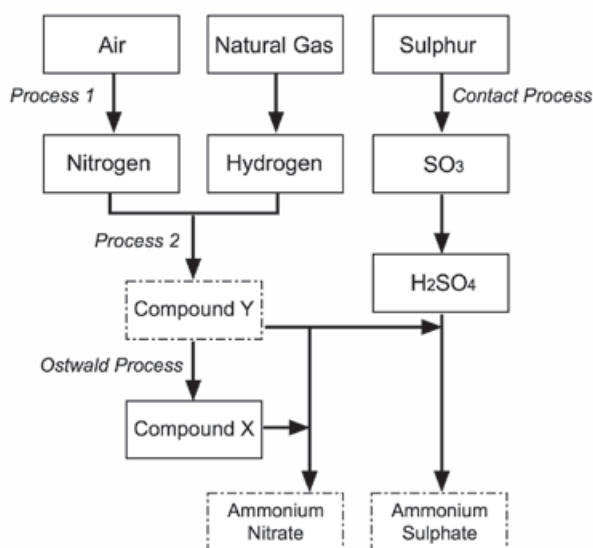 Air
Natural Gas
Sulphur
Process 1
Contact Process
Nitrogen
Hydrogen
SO3
Process 2
H2SO4
Compound Y
Ostwald Process
Compound X
Ammonium
Nitrate
Ammonium
Sulphate